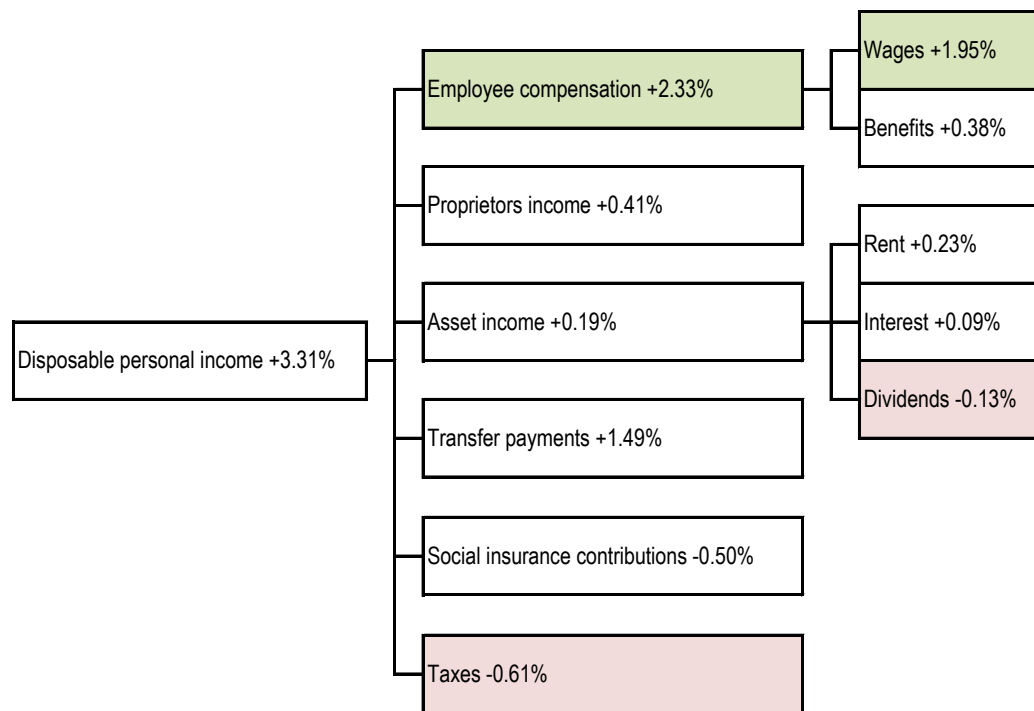 Disposable personal income +3.31%
Employee compensation +2.33%
Wages +1.95%
Benefits +0.38%
Proprietors income +0.41%
Asset income +0.19%
Rent +0.23%
Interest +0.09%
Dividends -0.13%
Transfer payments +1.49%
Social insurance contributions -0.50%
Taxes -0.61%